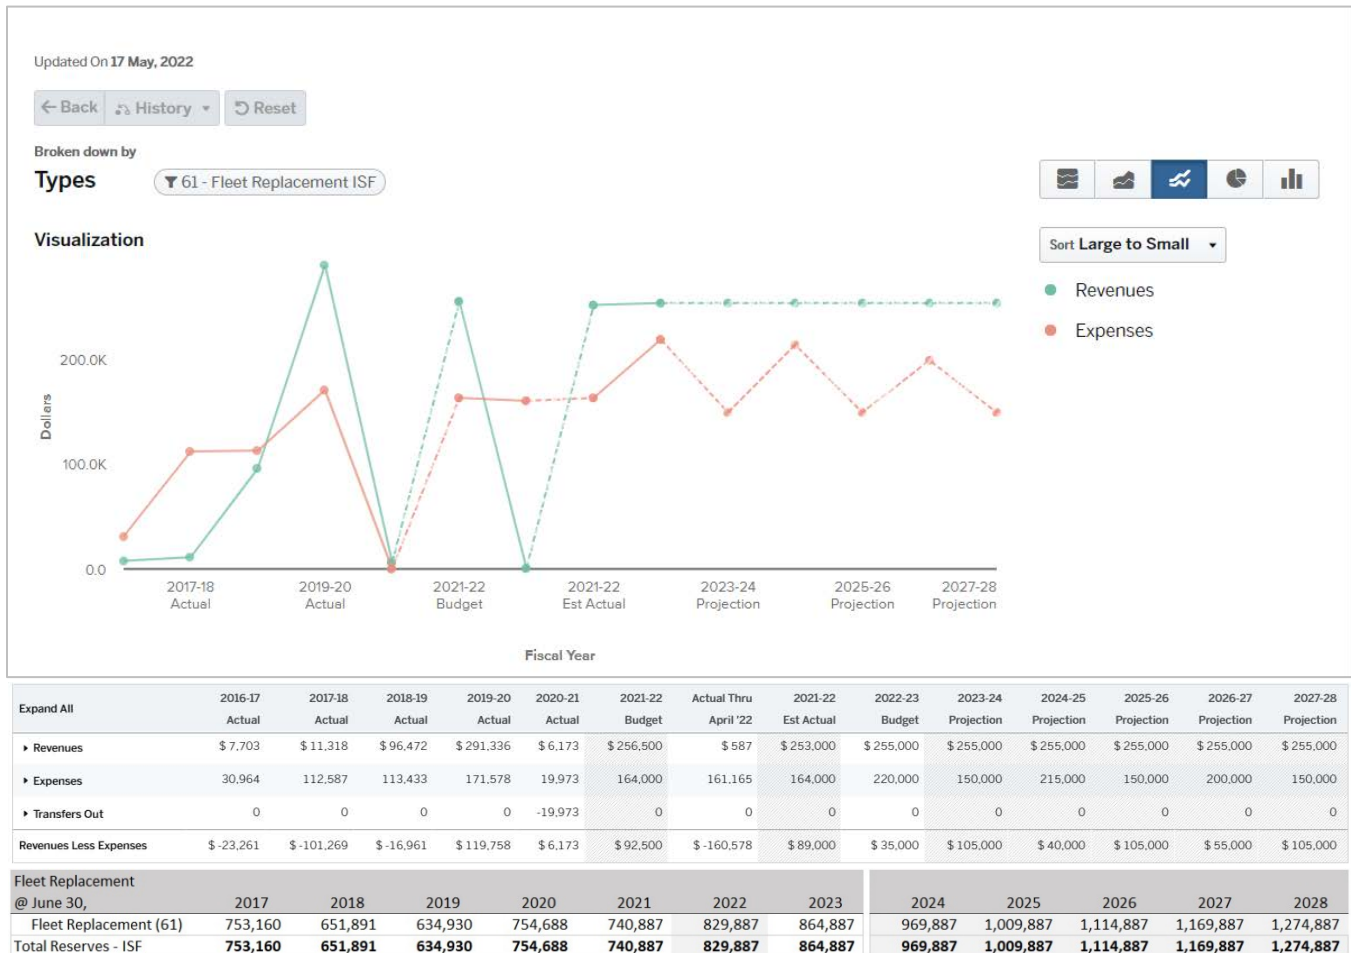 Updated On 17 May, 2022
Back History Reset
Broken down by
Types 61 - Fleet Replacement ISF
Visualization
Sort Large to Small
Revenues
Expenses
200.0K
100.0K
0.0
Dollars
2017-18 2019-20 2021-22 2021-22 2023-24 2025-26 2027-28
Actual Actual Budget Est Actual Projection Projection Projection
Fiscal Year
Expand All 2016-17 2017-18 2018-19 2019-20 2020-21 2021-22 Actual Thru 2021-22 2022-23 2023-24 2024-25 2025-26 2026-27 2027-28
Actual Actual Actual Actual Actual Budget April '22 Est Actual Budget Projection Projection Projection Projection Projection
Revenues $ 7,703 $ 11,318 $ 96,472 $ 291,336 $ 6,173 $ 256,500 $ 587 $ 253,000 $ 255,000 $ 255,000 $ 255,000 $ 255,000 $ 255,000 $ 255,000
Expenses 30,964 112,587 113,433 171,578 19,973 164,000 161,165 164,000 220,000 150,000 215,000 150,000 200,000 150,000
Transfers Out 0 0 0 0 -19,973 0 0 0 0 0 0 0 0 0
Revenues Less Expenses $ -23,261 $ -101,269 $ -16,961 $ 119,758 $ 6,173 $ 92,500 $ -160,578 $ 89,000 $ 35,000 $ 105,000 $ 40,000 $ 105,000 $ 55,000 $ 105,000
Fleet Replacement
@ June 30, 2017 2018 2019 2020 2021 2022 2023 2024 2025 2026 2027 2028
Fleet Replacement (61) 753,160 651,891 634,930 754,688 740,887 829,887 864,887 969,887 1,009,887 1,114,887 1,169,887 1,274,887
Total Reserves - ISF 753,160 651,891 634,930 754,688 740,887 829,887 864,887 969,887 1,009,887 1,114,887 1,169,887 1,274,887